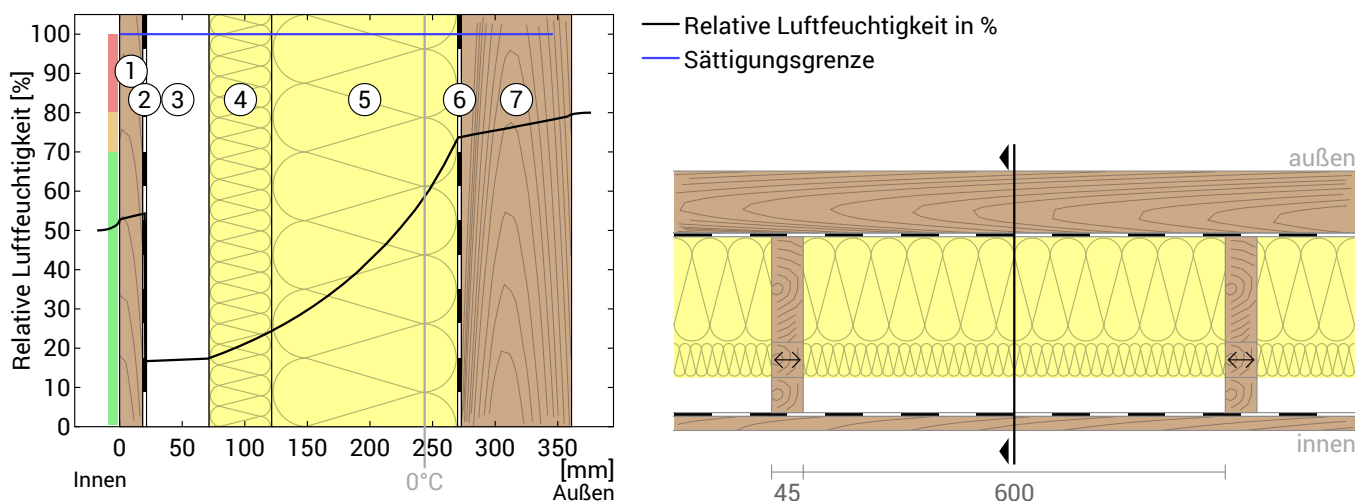 Relative Luftfeuchtigkeit [%]
100
90
80
70
60
50
40
30
20
10
0
1
2
3
4
5
6
7
0 50 100 150 200 250 300 350
[mm]
Innen
0°C
Außen
Relative Luftfeuchtigkeit in %
Sättigungsgrenze
außen
innen
45
600